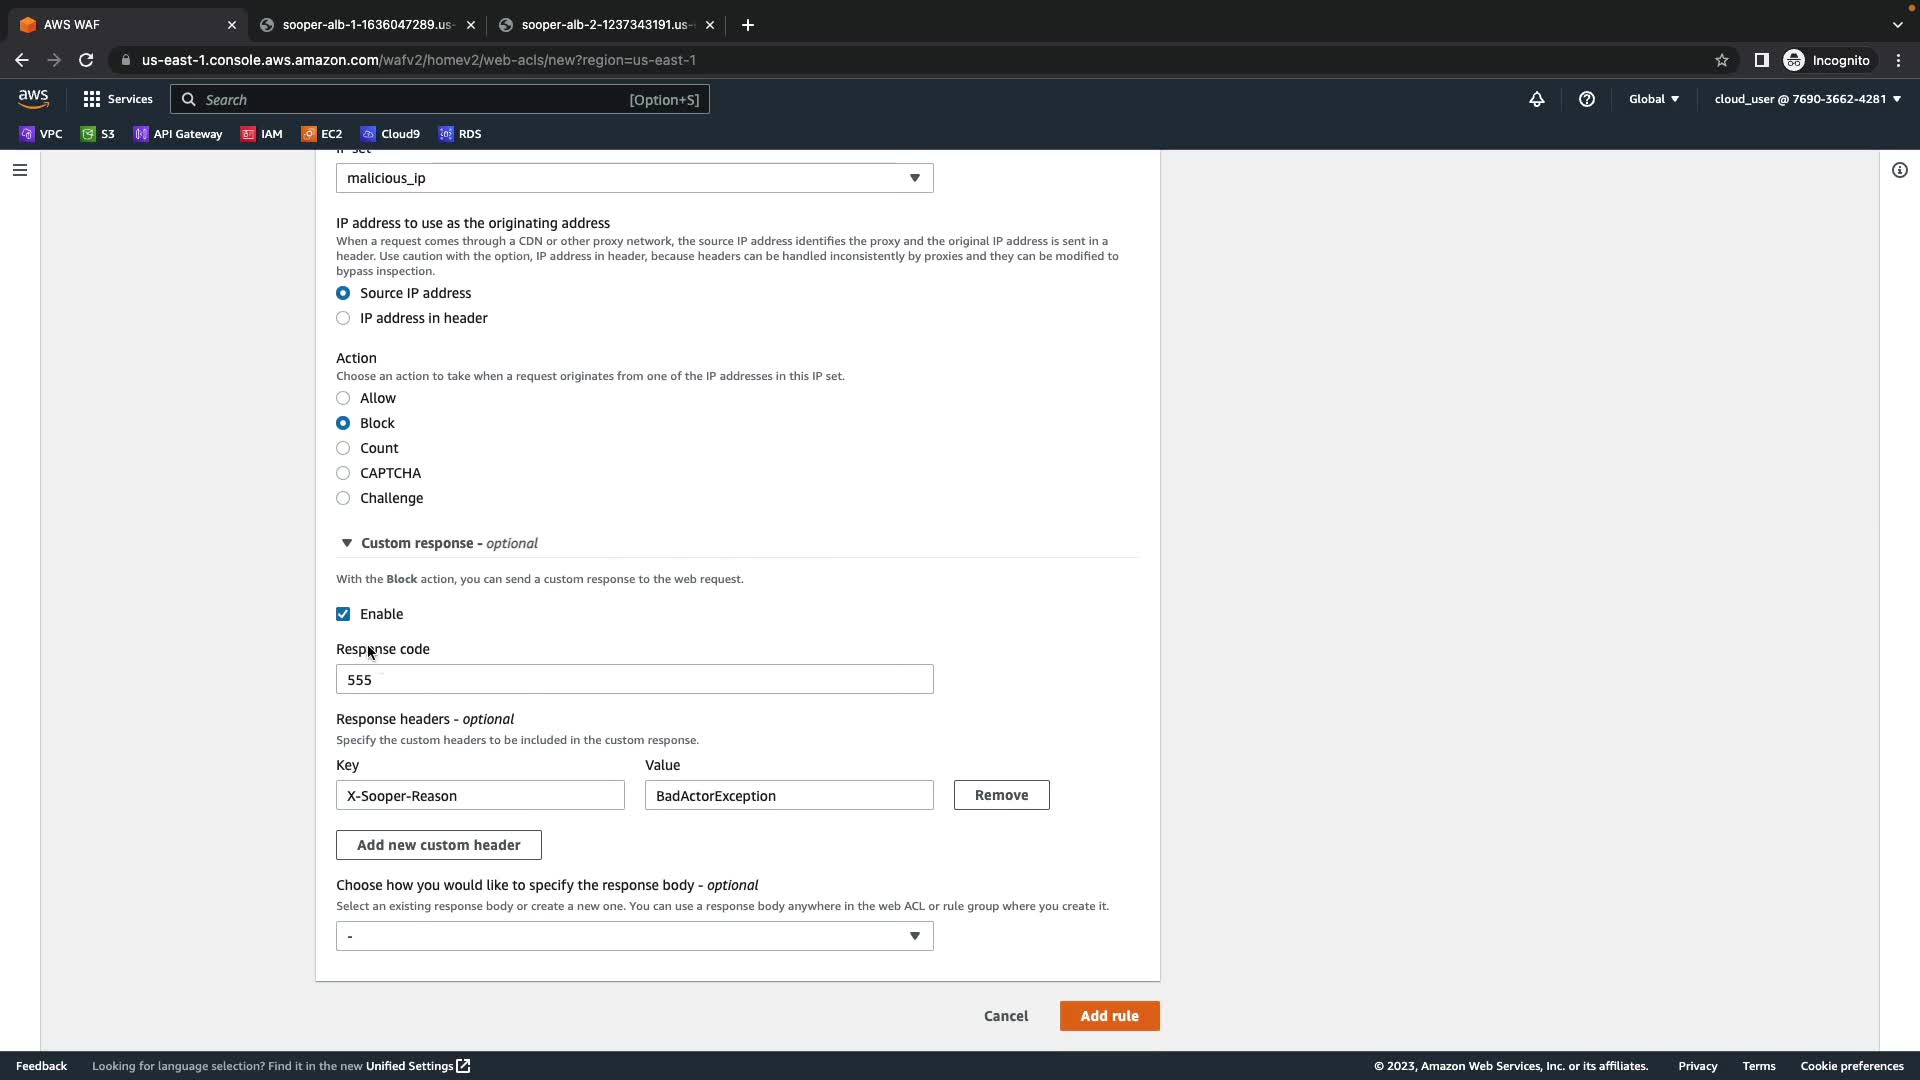 AWS WAF
sooper-alb-1-1636047289.us-
sooper-alb-2-1237343191.us-
us-east-1.console.aws.amazon.com/wafv2/homev2/web-acls/new?region=us-east-1
Incognito
aws
Services
Search
[Option+S]
Global
cloud_user @ 7690-3662-4281
VPC
S3
API Gateway
IAM
EC2
Cloud9
RDS
IP set
malicious_ip
IP address to use as the originating address
When a request comes through a CDN or other proxy network, the source IP address identifies the proxy and the original IP address is sent in a
header. Use caution with the option, IP address in header, because headers can be handled inconsistently by proxies and they can be modified to
bypass inspection.
Source IP address
IP address in header
Action
Choose an action to take when a request originates from one of the IP addresses in this IP set.
Allow
Block
Count
CAPTCHA
Challenge
Custom response - optional
With the Block action, you can send a custom response to the web request.
Enable
Response code
555
Response headers - optional
Specify the custom headers to be included in the custom response.
Key
Value
X-Sooper-Reason
BadActorException
Remove
Add new custom header
Choose how you would like to specify the response body - optional
Select an existing response body or create a new one. You can use a response body anywhere in the web ACL or rule group where you create it.
-
Cancel
Add rule
Feedback
Looking for language selection? Find it in the new Unified Settings
© 2023, Amazon Web Services, Inc. or its affiliates.
Privacy
Terms
Cookie preferences